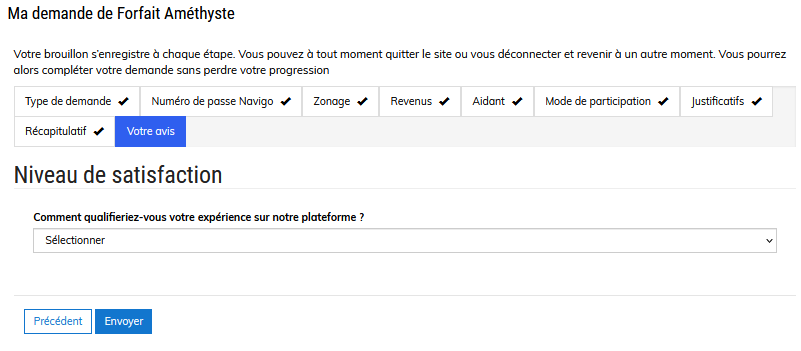 Ma demande de Forfait Améthyste
Votre brouillon s'enregistre à chaque étape. Vous pouvez à tout moment quitter le site ou vous déconnecter et revenir à un autre moment. Vous pourrez
alors compléter votre demande sans perdre votre progression
Type de demande ✔ Numéro de passe Navigo ✔ Zonage ✔ Revenus ✔ Aidant ✔ Mode de participation ✔ Justificatifs ✔
Récapitulatif ✔ Votre avis
Niveau de satisfaction
Comment qualifieriez-vous votre expérience sur notre plateforme ?
Sélectionner
Précédent Envoyer